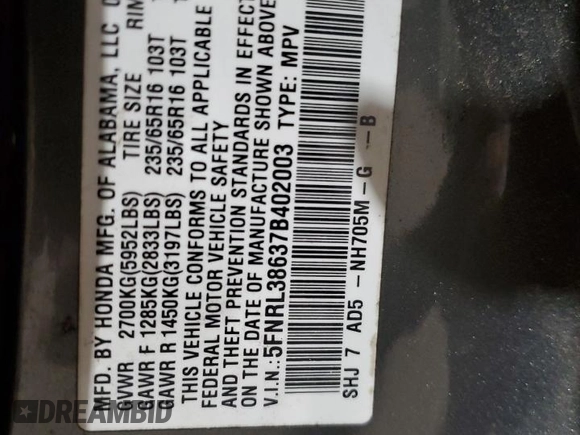 MFD. BY HONDA MFG. OF ALABAMA, LLC
GVWR 2700KG(5952LBS) TIRE SIZE RIM
GAWR F 1285KG(2833LBS) 235/65R16 103T
GAWR R 1450KG(3197LBS) 235/65R16 103T
THIS VEHICLE CONFORMS TO ALL APPLICABLE
FEDERAL MOTOR VEHICLE SAFETY
AND THEFT PREVENTION STANDARDS IN EFFECT
ON THE DATE OF MANUFACTURE SHOWN ABOVE
V.I.N.: 5FNRL38637B402003 TYPE: MPV
SHJ 7 AD5 - NH705M-G -B
DREAMBID